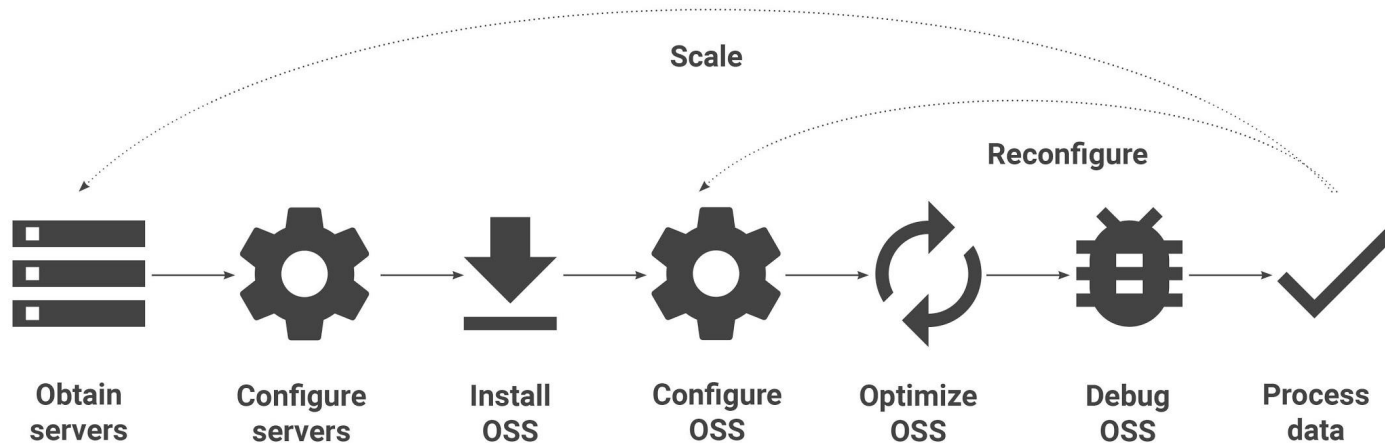 Scale
Reconfigure
Obtain
servers
Configure
servers
Install
OSS
Configure
OSS
Optimize
OSS
Debug
OSS
Process
data